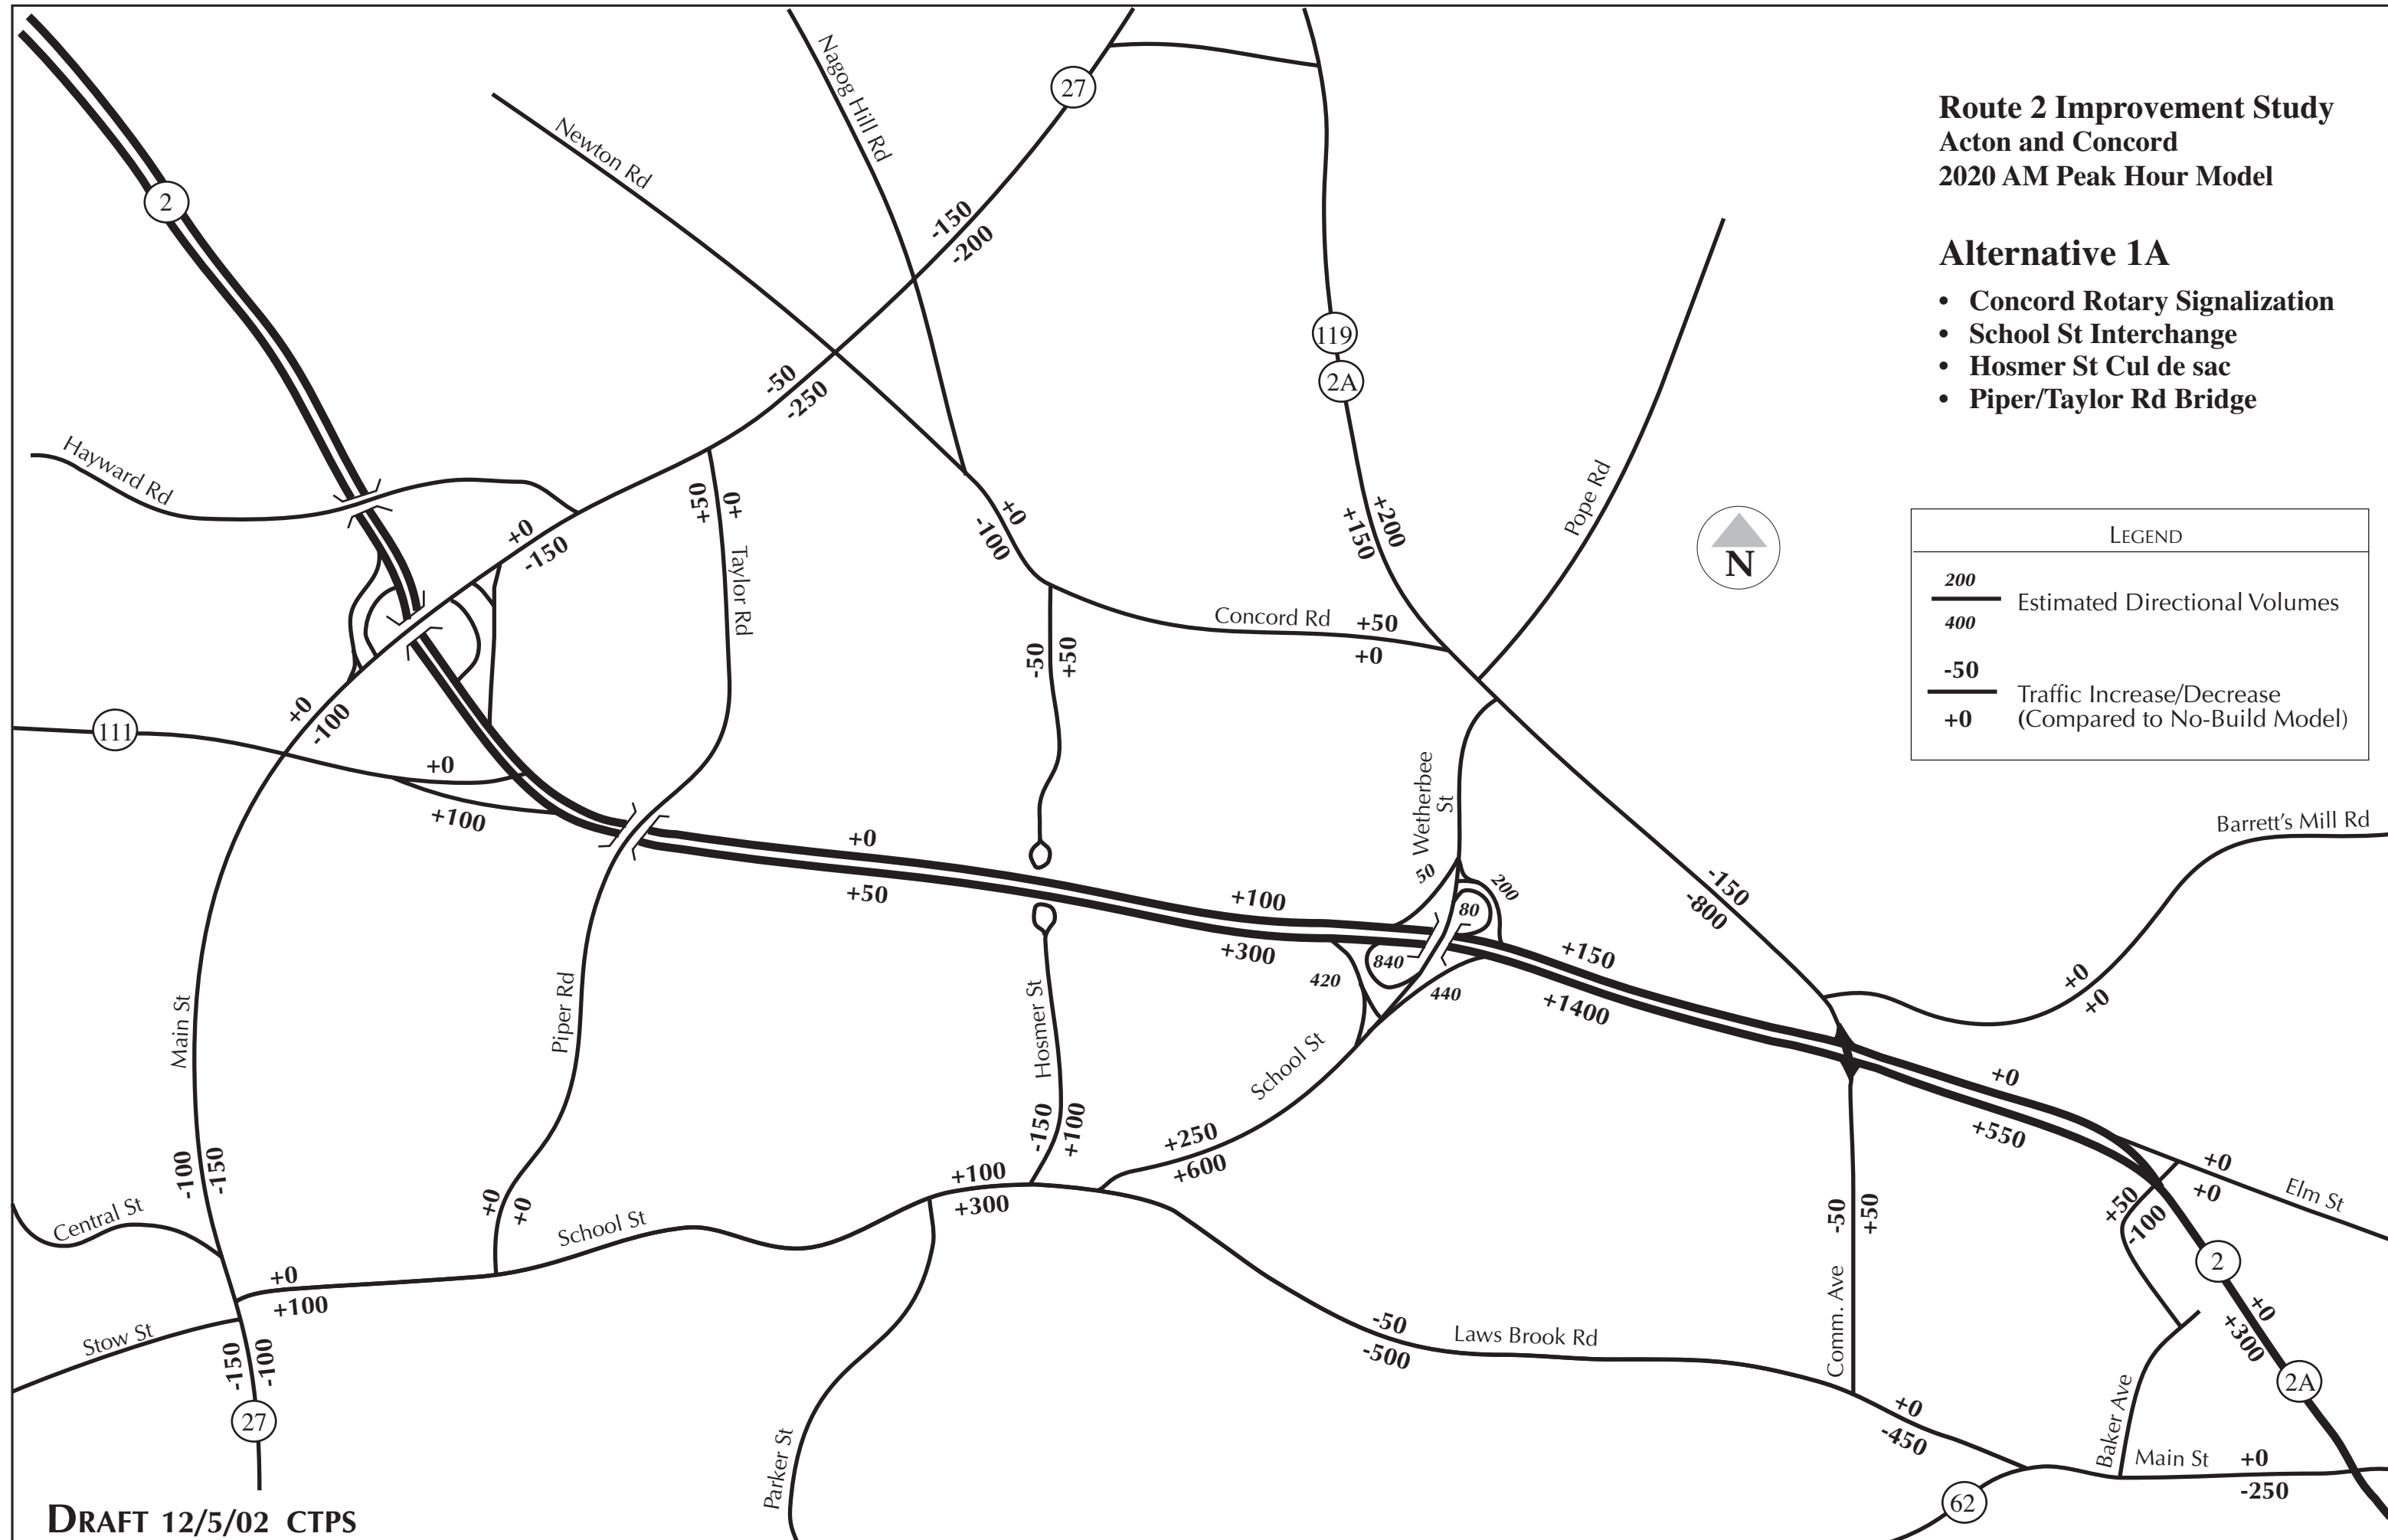 Route 2 Improvement Study
Acton and Concord
2020 AM Peak Hour Model
Alternative 1A
• Concord Rotary Signalization
• School St Interchange
• Hosmer St Cul de sac
• Piper/Taylor Rd Bridge
LEGEND
200
400
Estimated Directional Volumes
-50
+0
Traffic Increase/Decrease
(Compared to No-Build Model)
N
2
Newton Rd
Nagog Hill Rd
27
-150
-200
-50
-250
119
2A
+200
+150
Pope Rd
Hayward Rd
+0
-150
+50
+0
Taylor Rd
+0
-100
Concord Rd
+50
+0
-50
+50
+0
-100
111
+0
+100
+0
+50
Wetherbee
St
50
200
80
+100
+300
840
420
440
+150
+1400
-150
-800
Barrett's Mill Rd
+0
+0
Main St
Piper Rd
Hosmer St
School St
+0
+550
-150
+100
+250
+600
-100
-150
Central St
+0
+0
School St
+100
+300
-50
+50
+50
-100
+0
+0
Elm St
2
+0
+300
2A
+0
+100
Stow St
-150
-100
27
Parker St
-50
-500
Laws Brook Rd
Comm. Ave
+0
-450
Baker Ave
Main St
+0
-250
62
DRAFT 12/5/02 CTPS